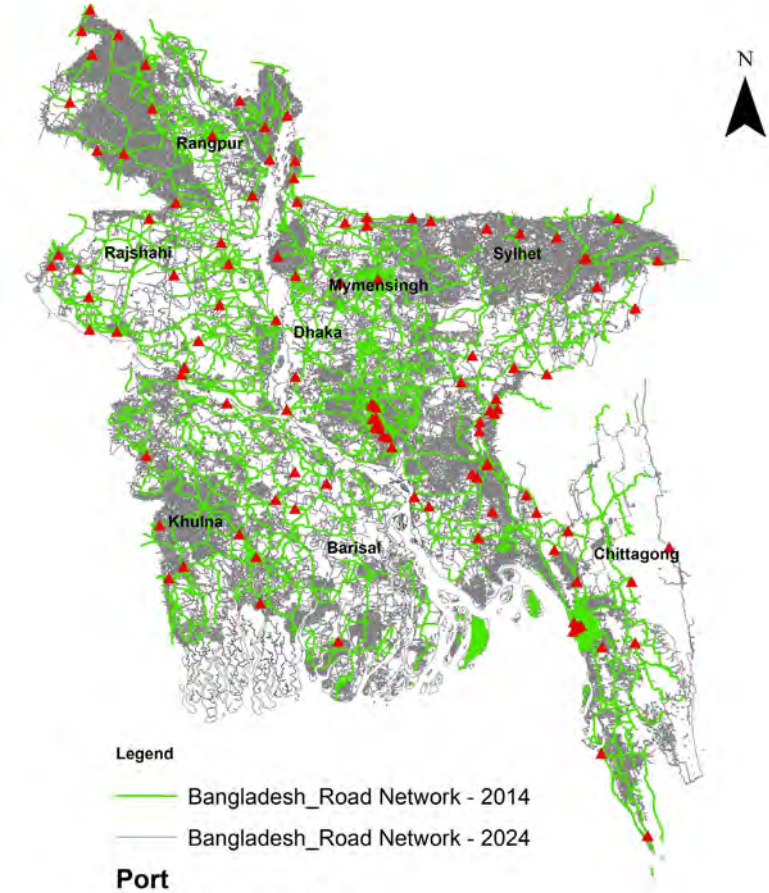 N
Rangpur
Rajshahi
Sylhet
Mymensingh
Dhaka
Khulna
Barisal
Chittagong
Legend
Bangladesh_Road Network - 2014
Bangladesh_Road Network - 2024
Port